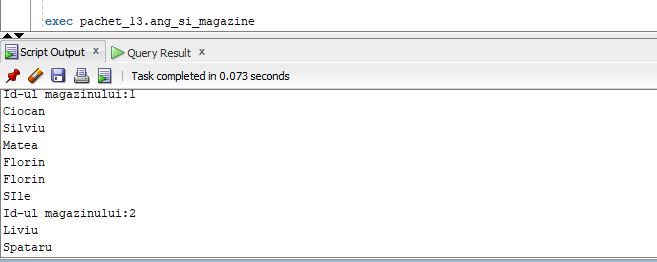 exec pachet_13.ang_si_magazine
Script Output x Query Result x
Task completed in 0.073 seconds
Id-ul magazinului:1
Ciocan
Silviu
Matea
Florin
Florin
SIle
Id-ul magazinului:2
Liviu
Spataru